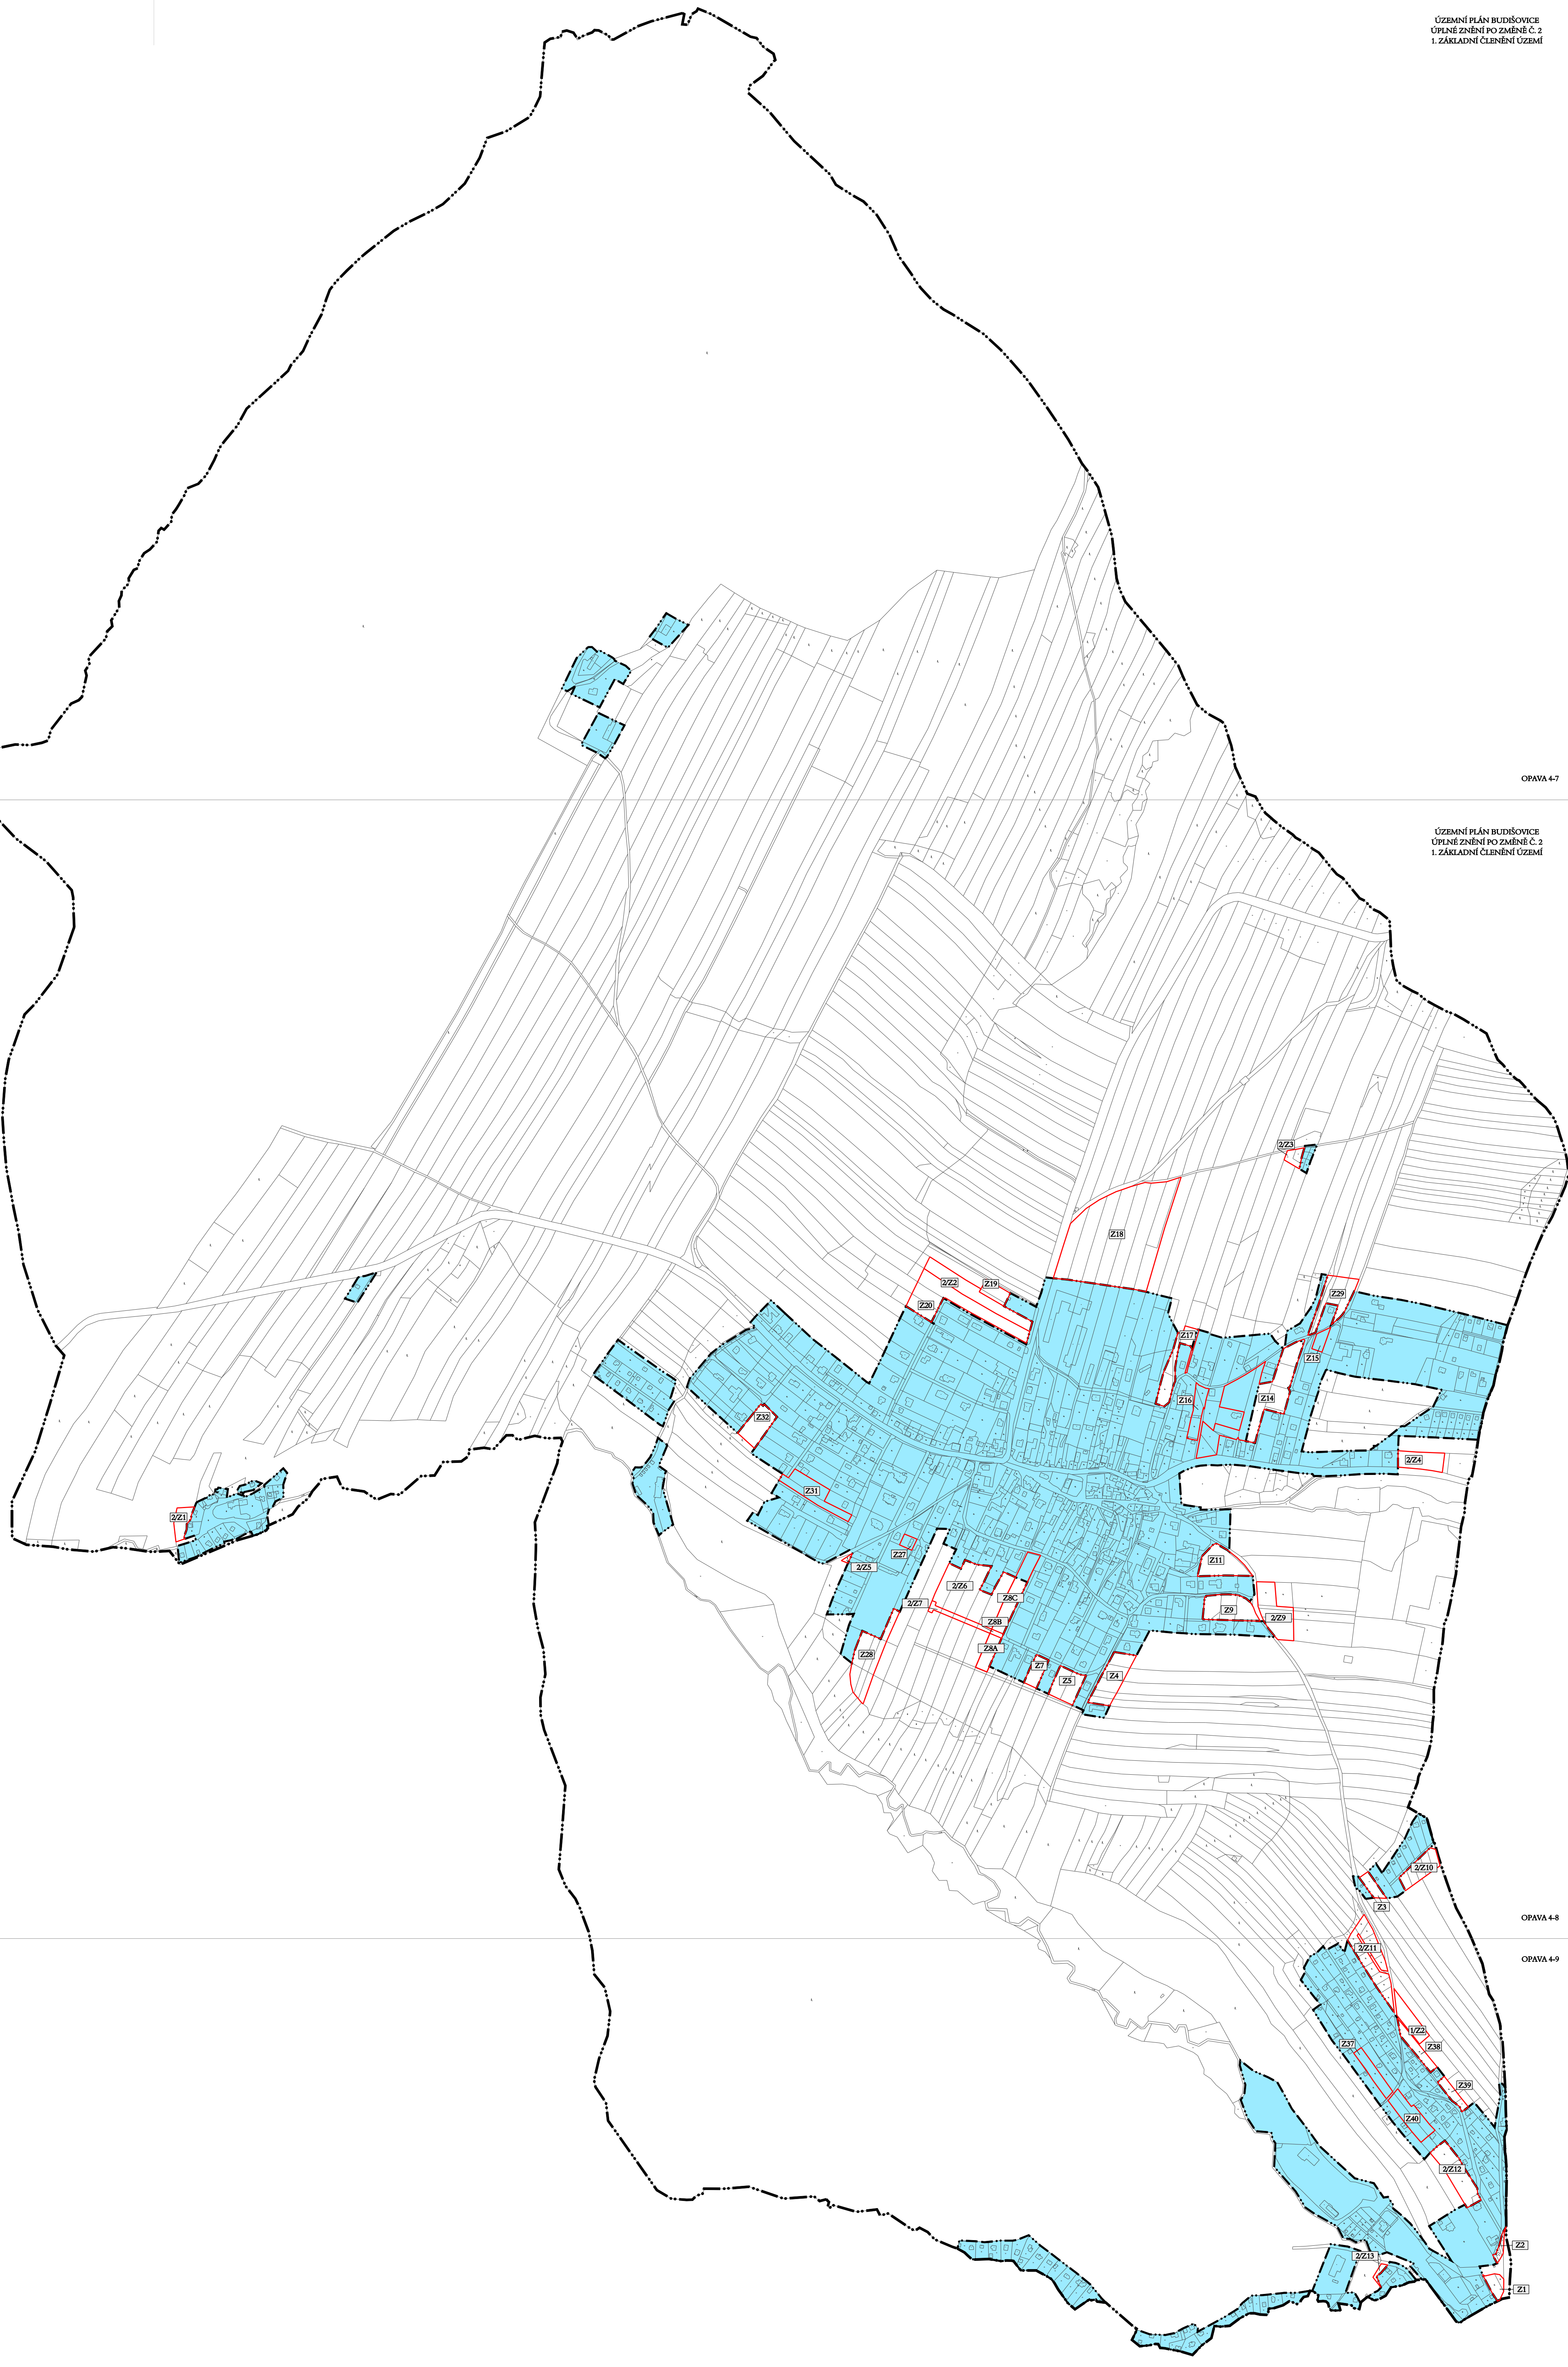 ÚZEMNÍ PLÁN BUDIŠOVICE
ÚPLNÉ ZNĚNÍ PO ZMĚNĚ Č. 2
1. ZÁKLADNÍ ČLENĚNÍ ÚZEMÍ
OPAVA 4-7
ÚZEMNÍ PLÁN BUDIŠOVICE
ÚPLNÉ ZNĚNÍ PO ZMĚNĚ Č. 2
1. ZÁKLADNÍ ČLENĚNÍ ÚZEMÍ
2/Z3
Z18
2/Z2
Z19
Z29
Z20
Z17
Z15
Z16
Z14
Z32
2/Z4
Z31
2/Z1
Z27
Z11
2/Z5
2/Z6
Z8C
2/Z7
Z9
2/Z9
Z8B
Z8A
Z28
Z7
Z5
Z4
2/Z10
Z3
OPAVA 4-8
2/Z11
OPAVA 4-9
1/Z2
Z37
Z38
Z39
Z40
2/Z12
Z2
2/Z13
Z1